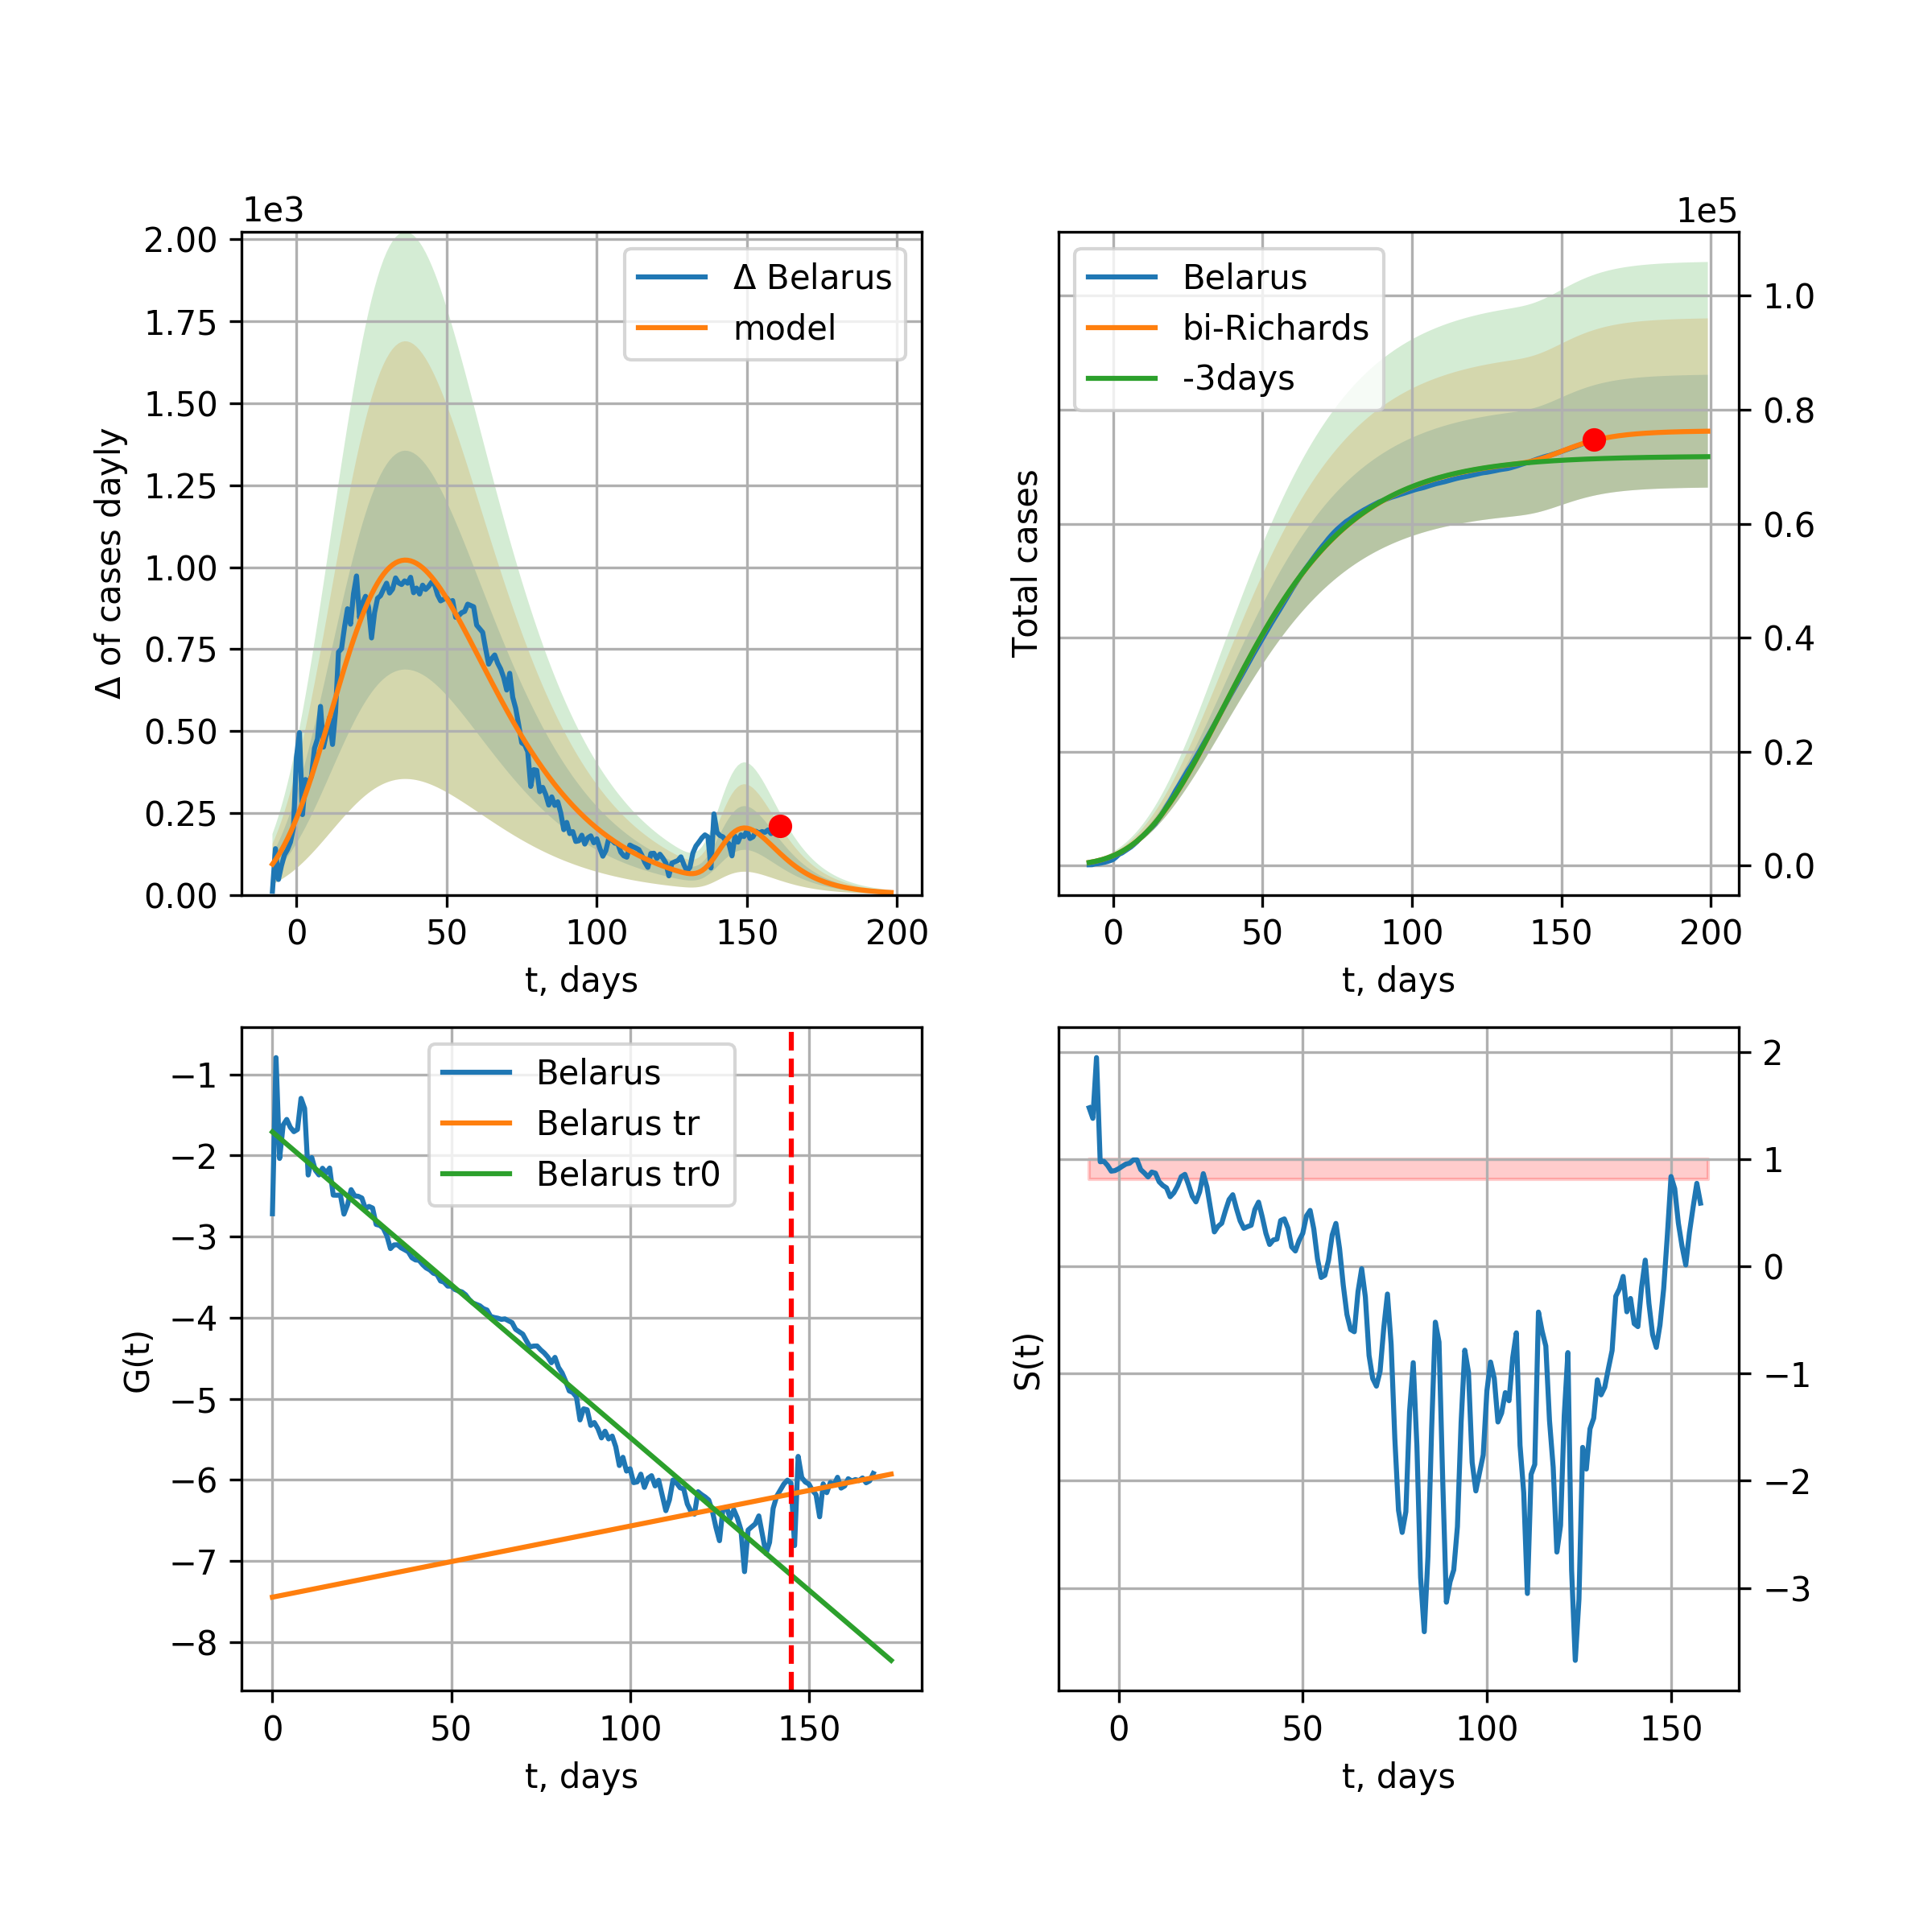 1e3
2.00
1.75
1.50
1.25
1.00
0.75
0.50
0.25
0.00
Δ of cases dayly
Δ Belarus
model
0 50 100 150 200
t, days
1e5
Belarus
bi-Richards
-3days
Total cases
1.0
0.8
0.6
0.4
0.2
0.0
0 50 100 150 200
t, days
−1
−2
−3
−4
−5
−6
−7
−8
G(t)
Belarus
Belarus tr
Belarus tr0
0 50 100 150
t, days
S(t)
2
1
0
−1
−2
−3
0 50 100 150
t, days